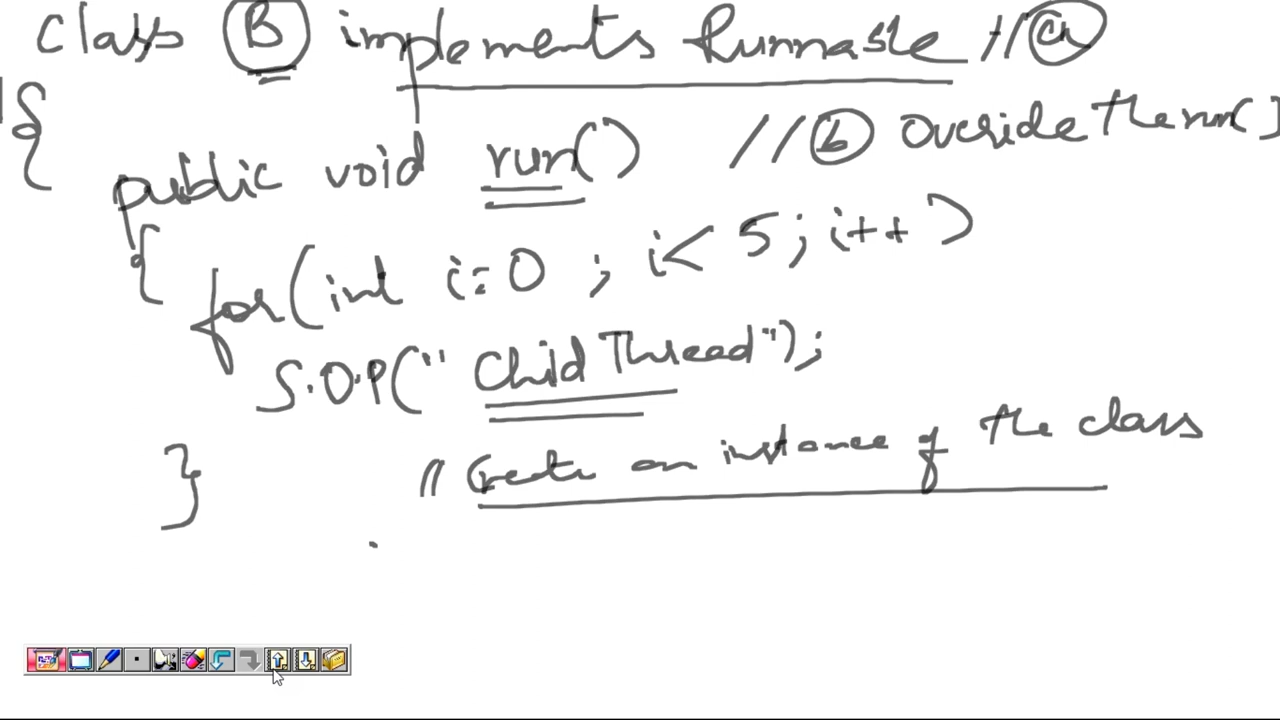 class B implements Runnable //a
{
public void run() //b Override the run()
{ for(int i=0 ; i<5; i++)
S.O.P("Child Thread");
} // Create an instance of the class